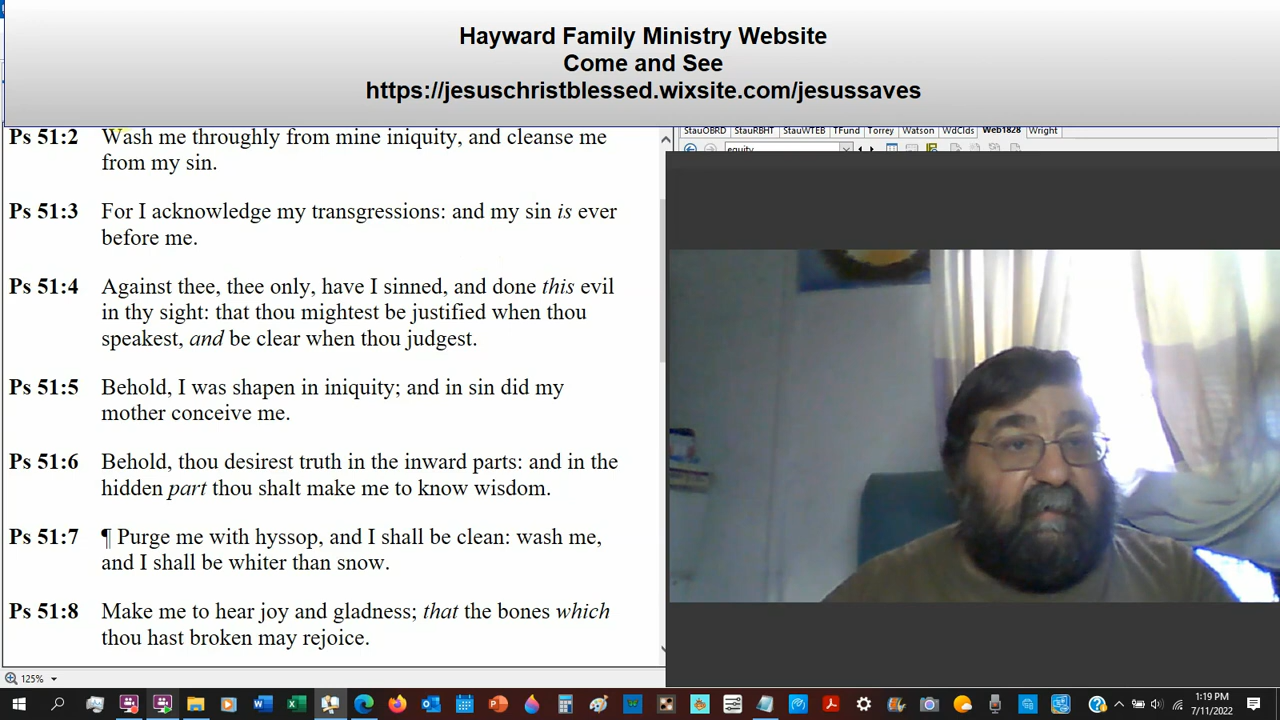 Hayward Family Ministry Website
Come and See
https://jesuschristblessed.wixsite.com/jesussaves
StauOBRD StauRBHT StauWTEB TFund Torrey Watson WdClds Web1828 Wright
equity
Ps 51:2 Wash me throughly from mine iniquity, and cleanse me
from my sin.
Ps 51:3 For I acknowledge my transgressions: and my sin is ever
before me.
Ps 51:4 Against thee, thee only, have I sinned, and done this evil
in thy sight: that thou mightest be justified when thou
speakest, and be clear when thou judgest.
Ps 51:5 Behold, I was shapen in iniquity; and in sin did my
mother conceive me.
Ps 51:6 Behold, thou desirest truth in the inward parts: and in the
hidden part thou shalt make me to know wisdom.
Ps 51:7 ¶ Purge me with hyssop, and I shall be clean: wash me,
and I shall be whiter than snow.
Ps 51:8 Make me to hear joy and gladness; that the bones which
thou hast broken may rejoice.
125%
1:19 PM
7/11/2022